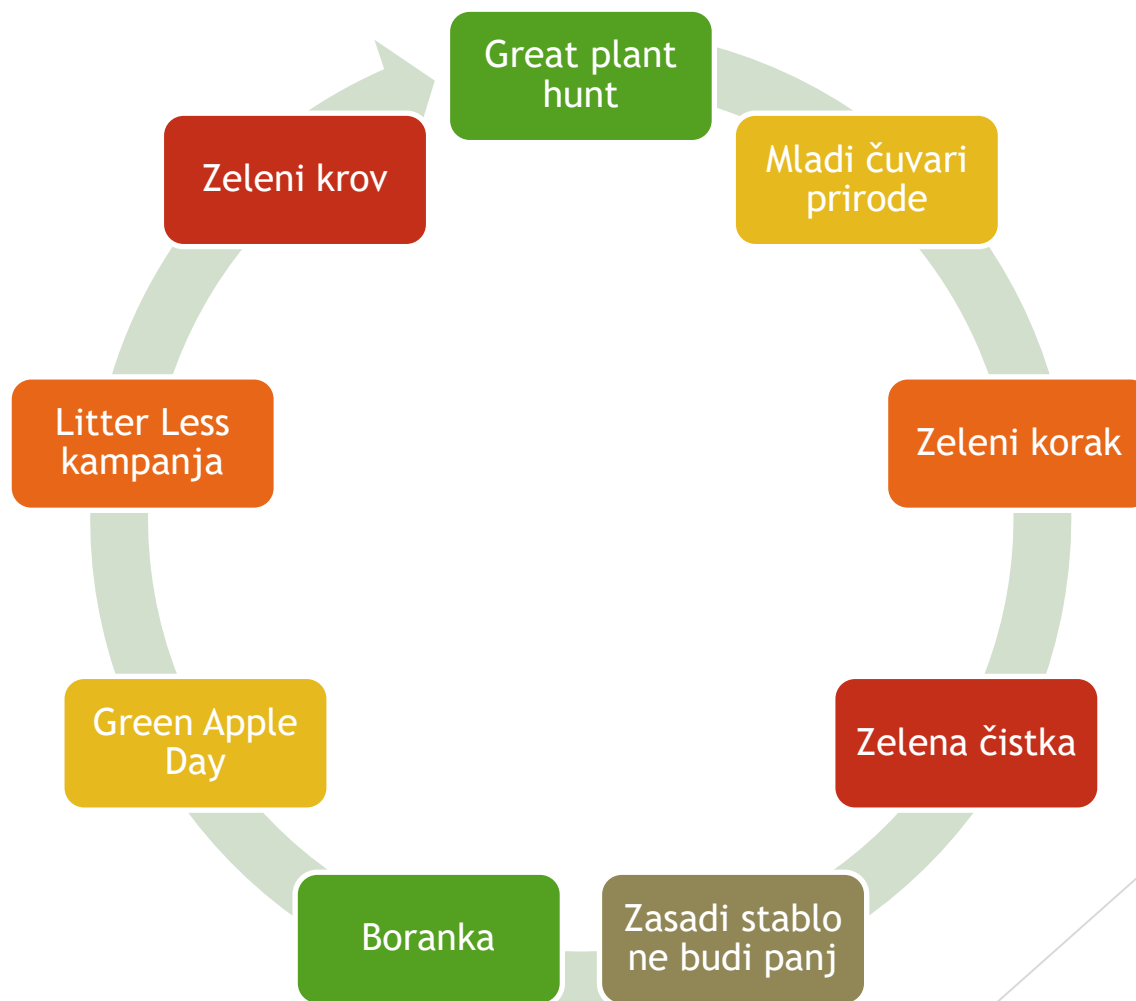 Great plant
hunt
Mladi čuvari
prirode
Zeleni korak
Zelena čistka
Zasadi stablo
ne budi panj
Boranka
Green Apple
Day
Litter Less
kampanja
Zeleni krov